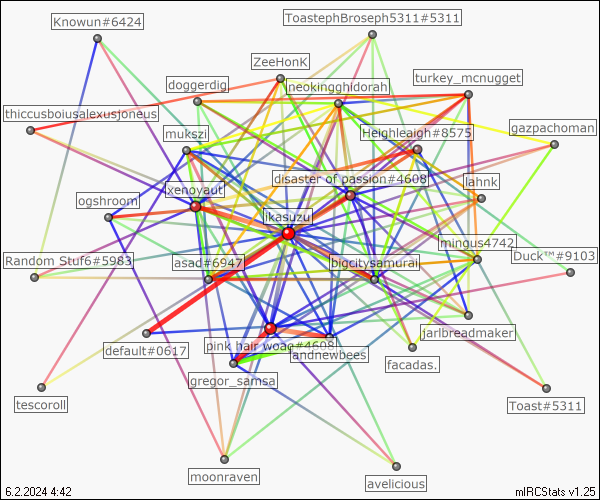 Knowun#6424
ToastephBroseph5311#5311
ZeeHonK
doggerdig
neokingghidorah
turkey_mcnugget
thiccusboiusalexusjoneus
mukszi
Heighleaigh#8575
gazpachoman
xenoyaut
disaster of passion#4608
lahnk
ogshroom
ikasuzu
mingus4742
Random Stuf6#5983
asad#6947
bigcitysamurai
Duck™#9103
default#0617
pink hair woag#4608
andnewbees
jarlbreadmaker
gregor_samsa
facadas.
tescoroll
Toast#5311
moonraven
avelicious
6.2.2024 4:42
mIRCStats v1.25